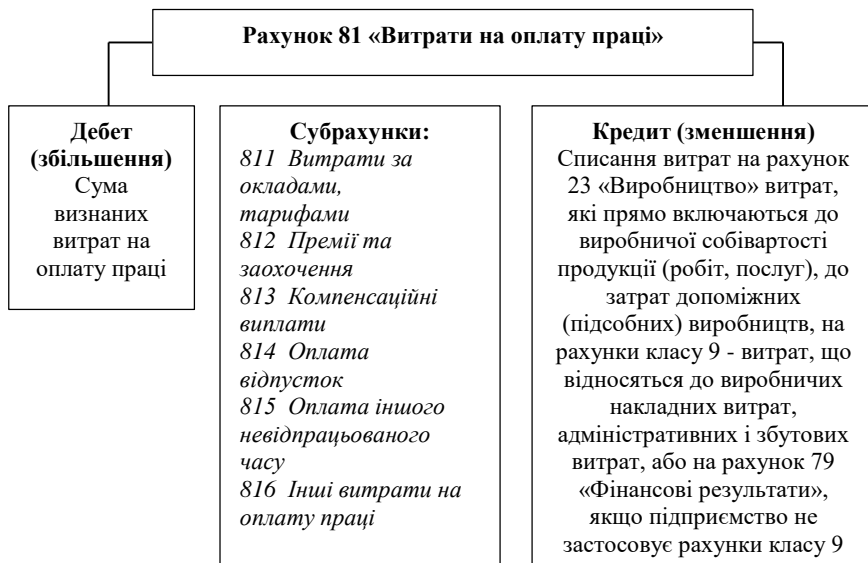 Рахунок 81 «Витрати на оплату праці»
Дебет
(збільшення)
Сума
визнаних
витрат на
оплату праці
Субрахунки:
811 Витрати за
окладами,
тарифами
812 Премії та
заохочення
813 Компенсаційні
виплати
814 Оплата
відпусток
815 Оплата іншого
невідпрацьованого
часу
816 Інші витрати на
оплату праці
Кредит (зменшення)
Списання витрат на рахунок
23 «Виробництво» витрат,
які прямо включаються до
виробничої собівартості
продукції (робіт, послуг), до
затрат допоміжних
(підсобних) виробництв, на
рахунки класу 9 - витрат, що
відносяться до виробничих
накладних витрат,
адміністративних і збутових
витрат, або на рахунок 79
«Фінансові результати»,
якщо підприємство не
застосовує рахунки класу 9